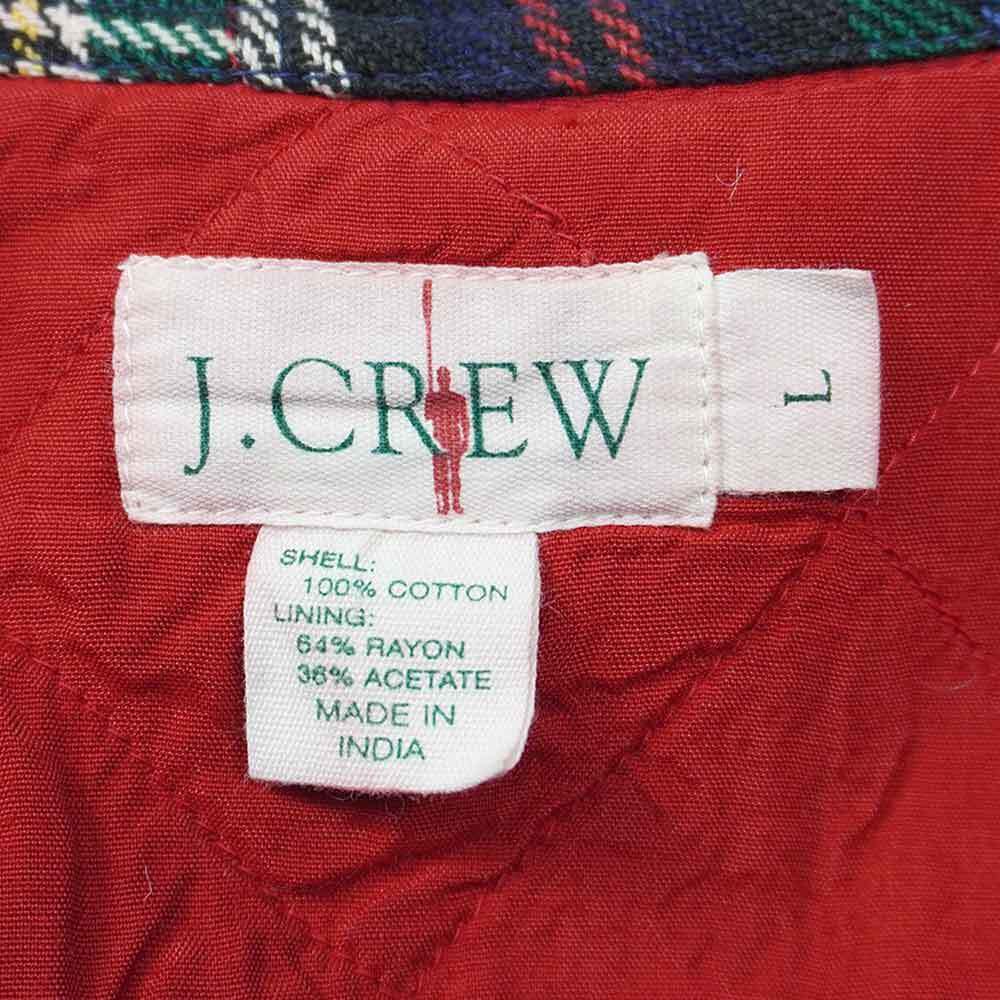 J.CREW
L
SHELL:
100% COTTON
LINING:
64% RAYON
36% ACETATE
MADE IN
INDIA